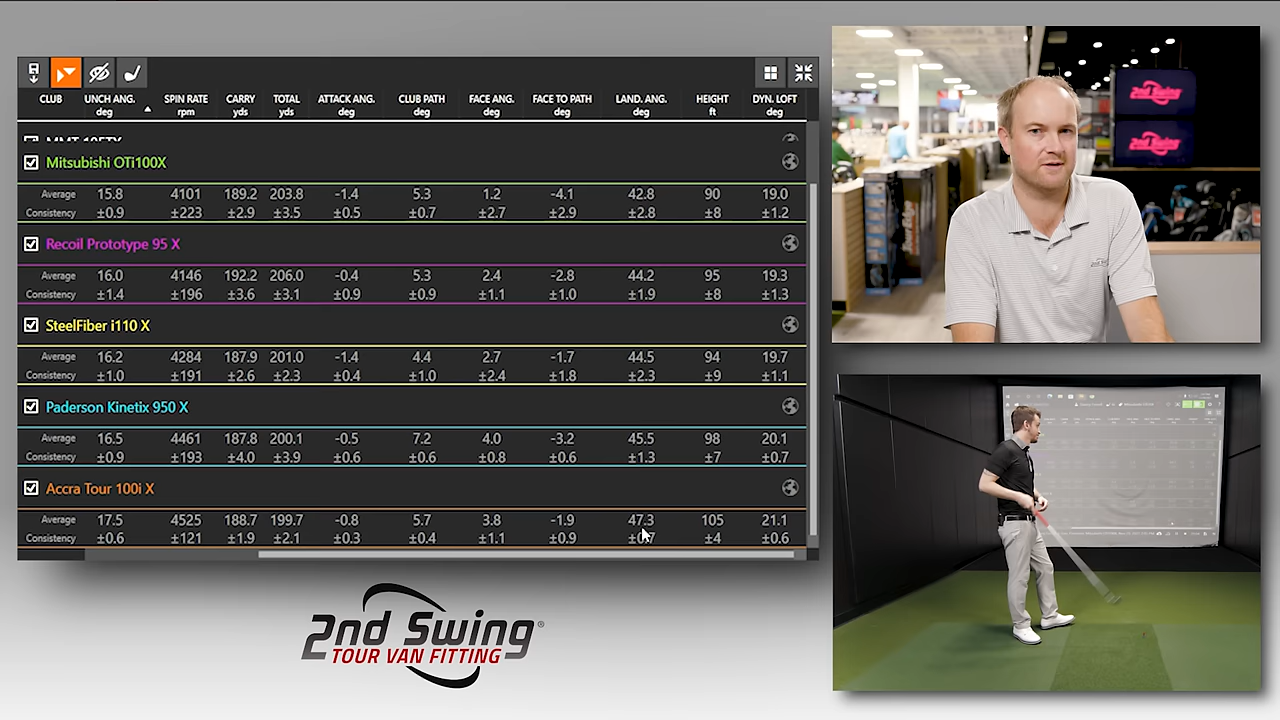 CLUB UNCH ANG. SPIN RATE CARRY TOTAL ATTACK ANG. CLUB PATH FACE ANG. FACE TO PATH LAND. ANG. HEIGHT DYN. LOFT
deg rpm yds yds deg deg deg deg deg ft deg
Mitsubishi OTi100X
Average 15.8 4101 189.2 203.8 -1.4 5.3 1.2 -4.1 42.8 90 19.0
Consistency ±0.9 ±223 ±2.9 ±3.5 ±0.5 ±0.7 ±2.7 ±2.9 ±2.8 ±8 ±1.2
Recoil Prototype 95 X
Average 16.0 4146 192.2 206.0 -0.4 5.3 2.4 -2.8 44.2 95 19.3
Consistency ±1.4 ±196 ±3.6 ±3.1 ±0.9 ±0.9 ±1.1 ±1.0 ±1.9 ±8 ±1.3
SteelFiber i110 X
Average 16.2 4284 187.9 201.0 -1.4 4.4 2.7 -1.7 44.5 94 19.7
Consistency ±1.0 ±191 ±2.6 ±2.3 ±0.4 ±1.0 ±2.4 ±1.8 ±2.3 ±9 ±1.1
Paderson Kinetix 950 X
Average 16.5 4461 187.8 200.1 -0.5 7.2 4.0 -3.2 45.5 98 20.1
Consistency ±0.9 ±193 ±4.0 ±3.9 ±0.6 ±0.6 ±0.8 ±0.6 ±1.3 ±7 ±0.7
Accra Tour 100i X
Average 17.5 4525 188.7 199.7 -0.8 5.7 3.8 -1.9 47.3 105 21.1
Consistency ±0.6 ±121 ±1.9 ±2.1 ±0.3 ±0.4 ±1.1 ±0.9 ±4 ±0.6
2nd Swing®
TOUR VAN FITTING
2nd Swing
2nd Swing
2nd Swing